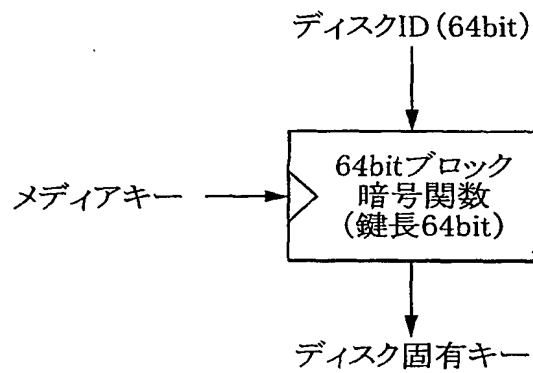 ディスクID(64bit)
64bitブロック
暗号関数
(鍵長64bit)
メディアキー
ディスク固有キー